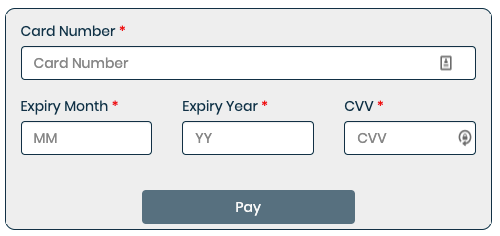 Card Number *
Card Number
Expiry Month * Expiry Year * CVV *
MM YY CVV
Pay